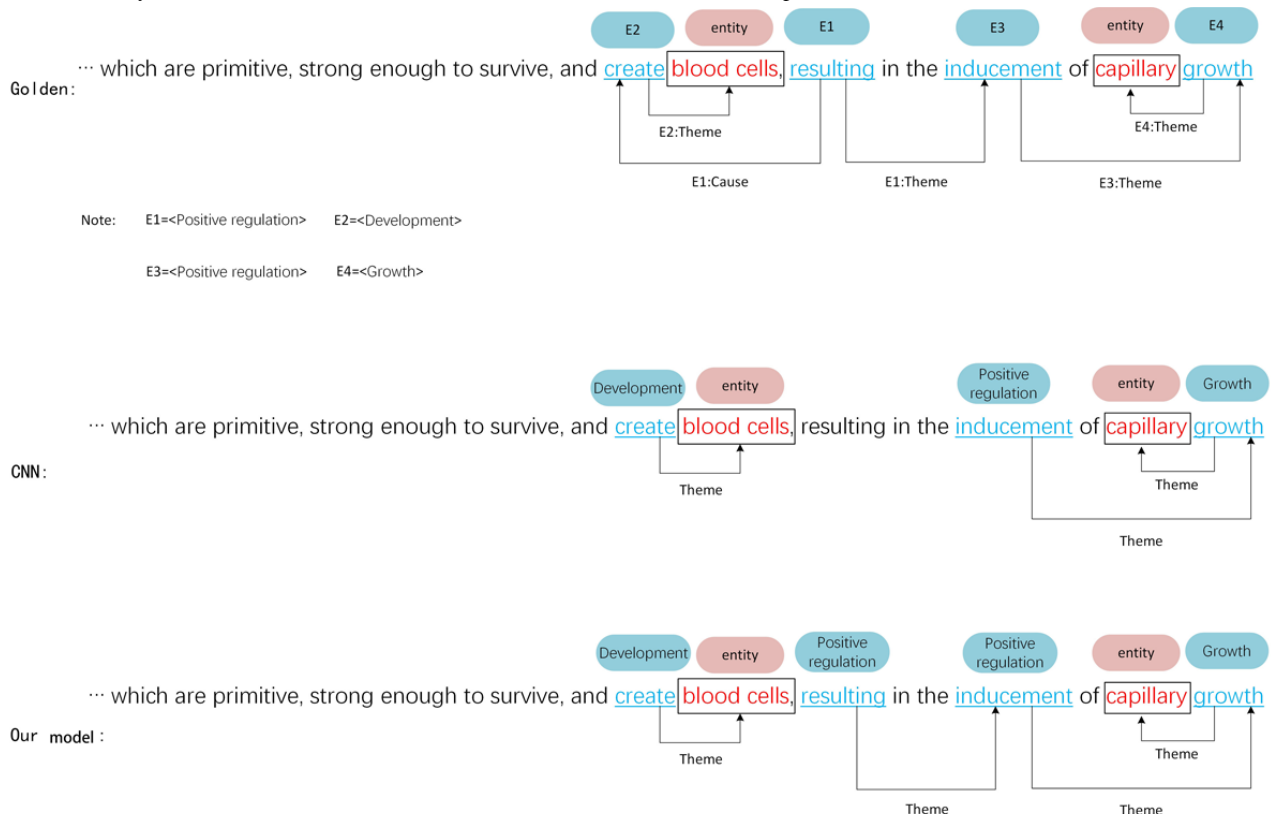 E2 entity E1 E3 entity E4
··· which are primitive, strong enough to survive, and create blood cells, resulting in the inducement of capillary growth
Golden:
E2:Theme E4:Theme
E1:Cause E1:Theme E3:Theme
Note: E1=<Positive regulation> E2=<Development>
E3=<Positive regulation> E4=<Growth>
Development entity Positive regulation entity Growth
··· which are primitive, strong enough to survive, and create blood cells, resulting in the inducement of capillary growth
CNN:
Theme Theme
Theme
Development entity Positive regulation Positive regulation entity Growth
··· which are primitive, strong enough to survive, and create blood cells, resulting in the inducement of capillary growth
Our model :
Theme Theme
Theme Theme